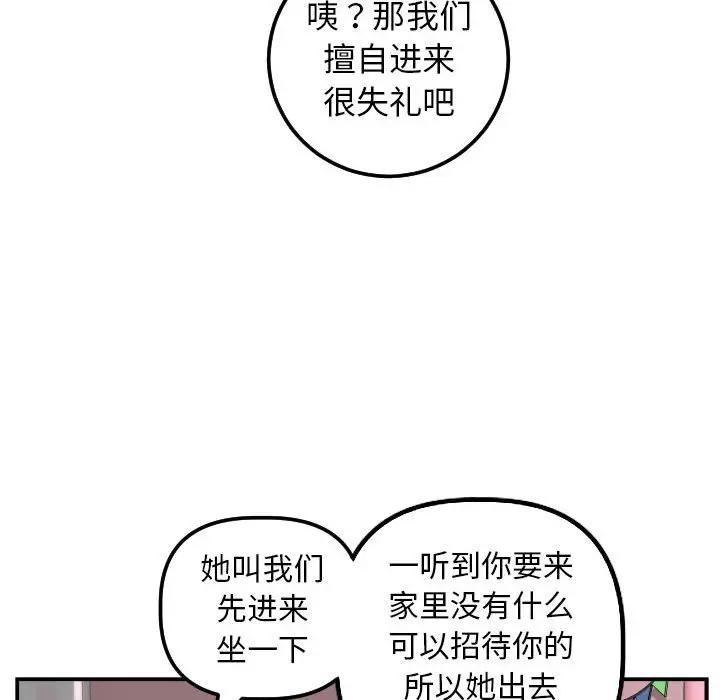 咦？那我们
擅自进来
很失礼吧
她叫我们
先进来
坐一下
一听到你要来
家里没有什么
可以招待你的
所以她出去